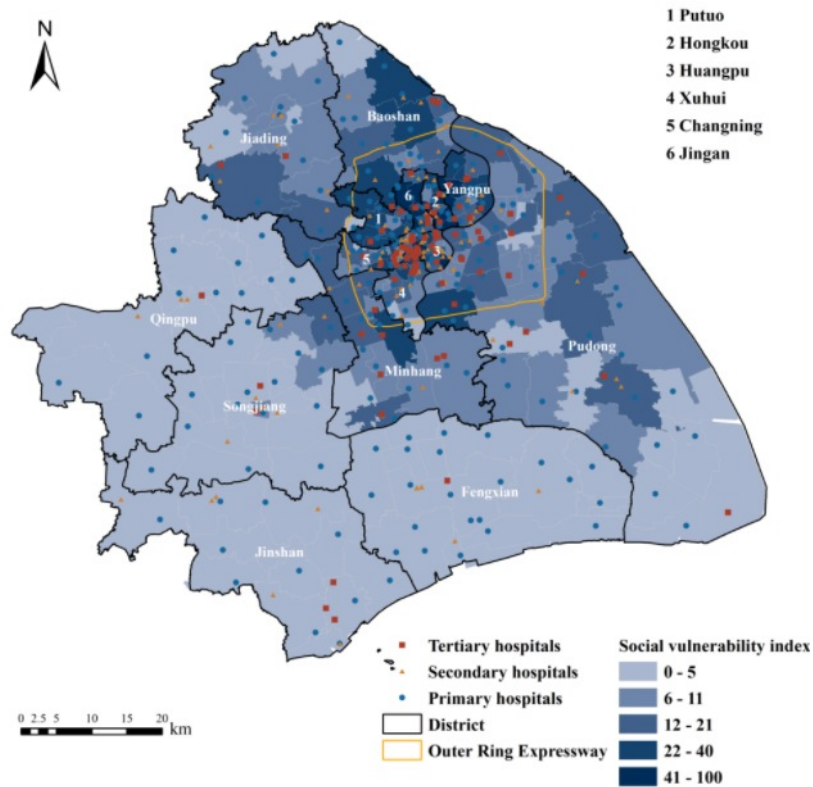 N
1 Putuo
2 Hongkou
3 Huangpu
4 Xuhui
5 Changning
6 Jingan
Baoshan
Jiading
Yangpu
6
2
1
3
5
4
Qingpu
Pudong
Minhang
Songjiang
Fengxian
Jinshan
Tertiary hospitals
Secondary hospitals
Primary hospitals
District
Outer Ring Expressway
Social vulnerability index
0 - 5
6 - 11
12 - 21
22 - 40
41 - 100
0 2.5 5 10 15 20
km